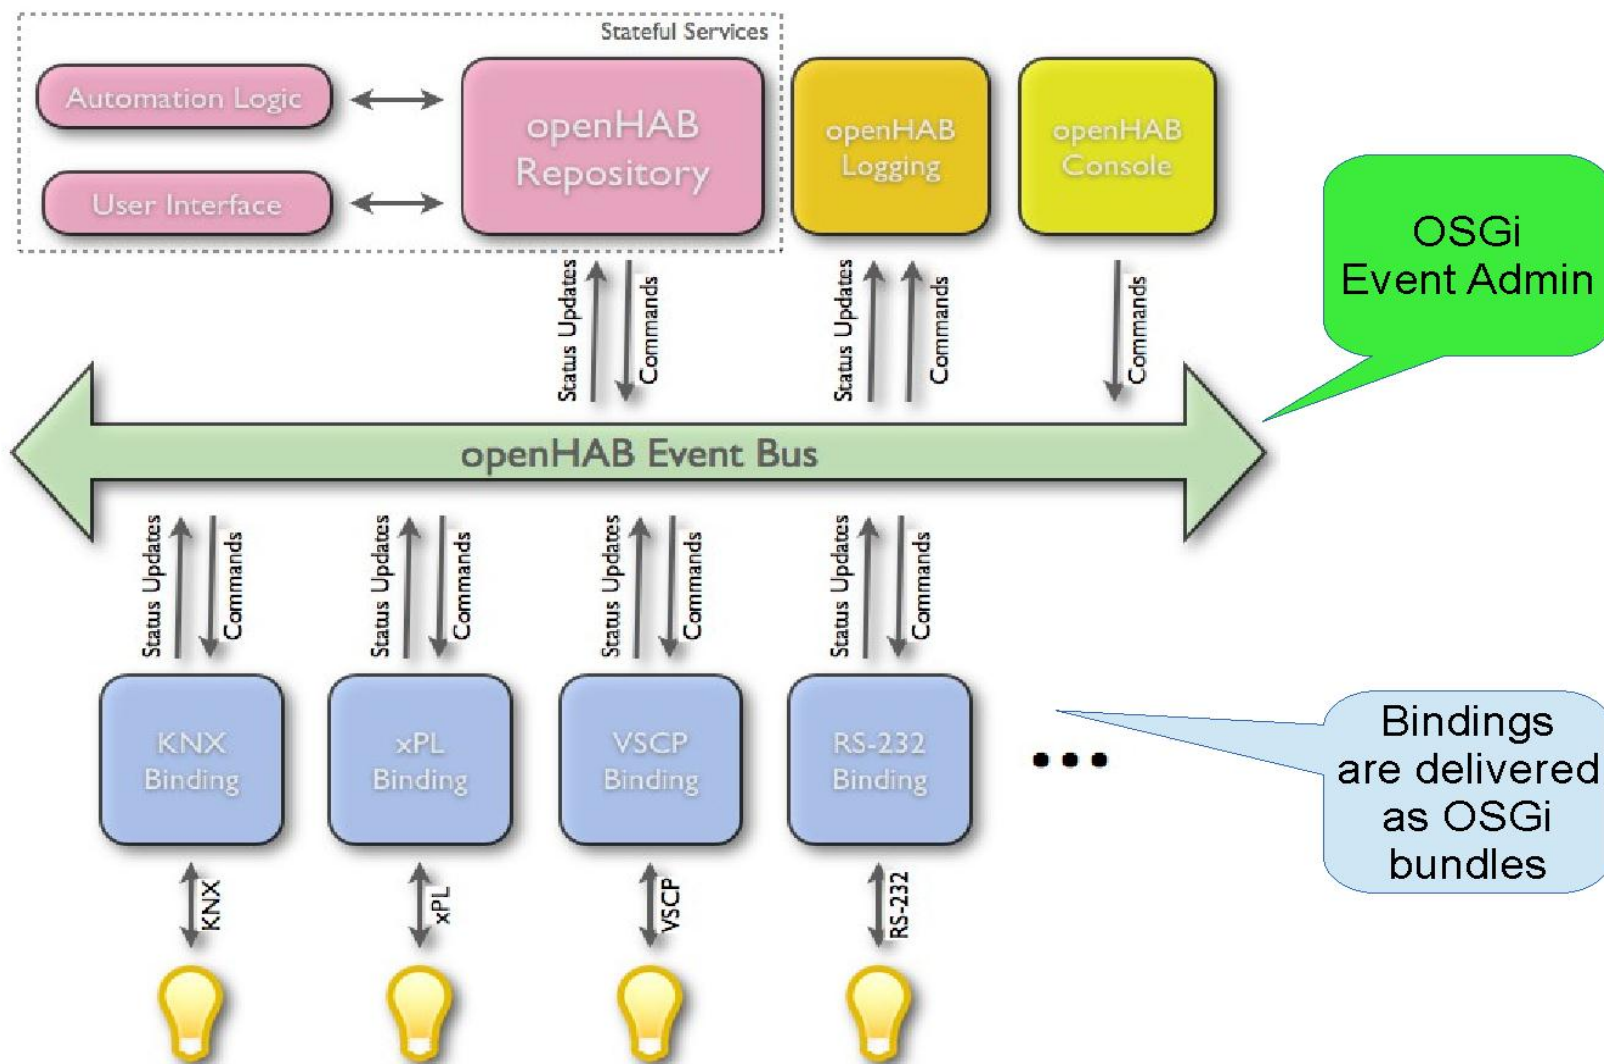 Stateful Services
Automation Logic
User Interface
openHAB
Repository
openHAB
Logging
openHAB
Console
OSGi
Event Admin
Status Updates
Commands
Status Updates
Commands
Commands
openHAB Event Bus
Status Updates
Commands
Status Updates
Commands
Status Updates
Commands
Status Updates
Commands
KNX
Binding
xPL
Binding
VSCP
Binding
RS-232
Binding
•••
Bindings
are delivered
as OSGi
bundles
KNX
xPL
VSCP
RS-232